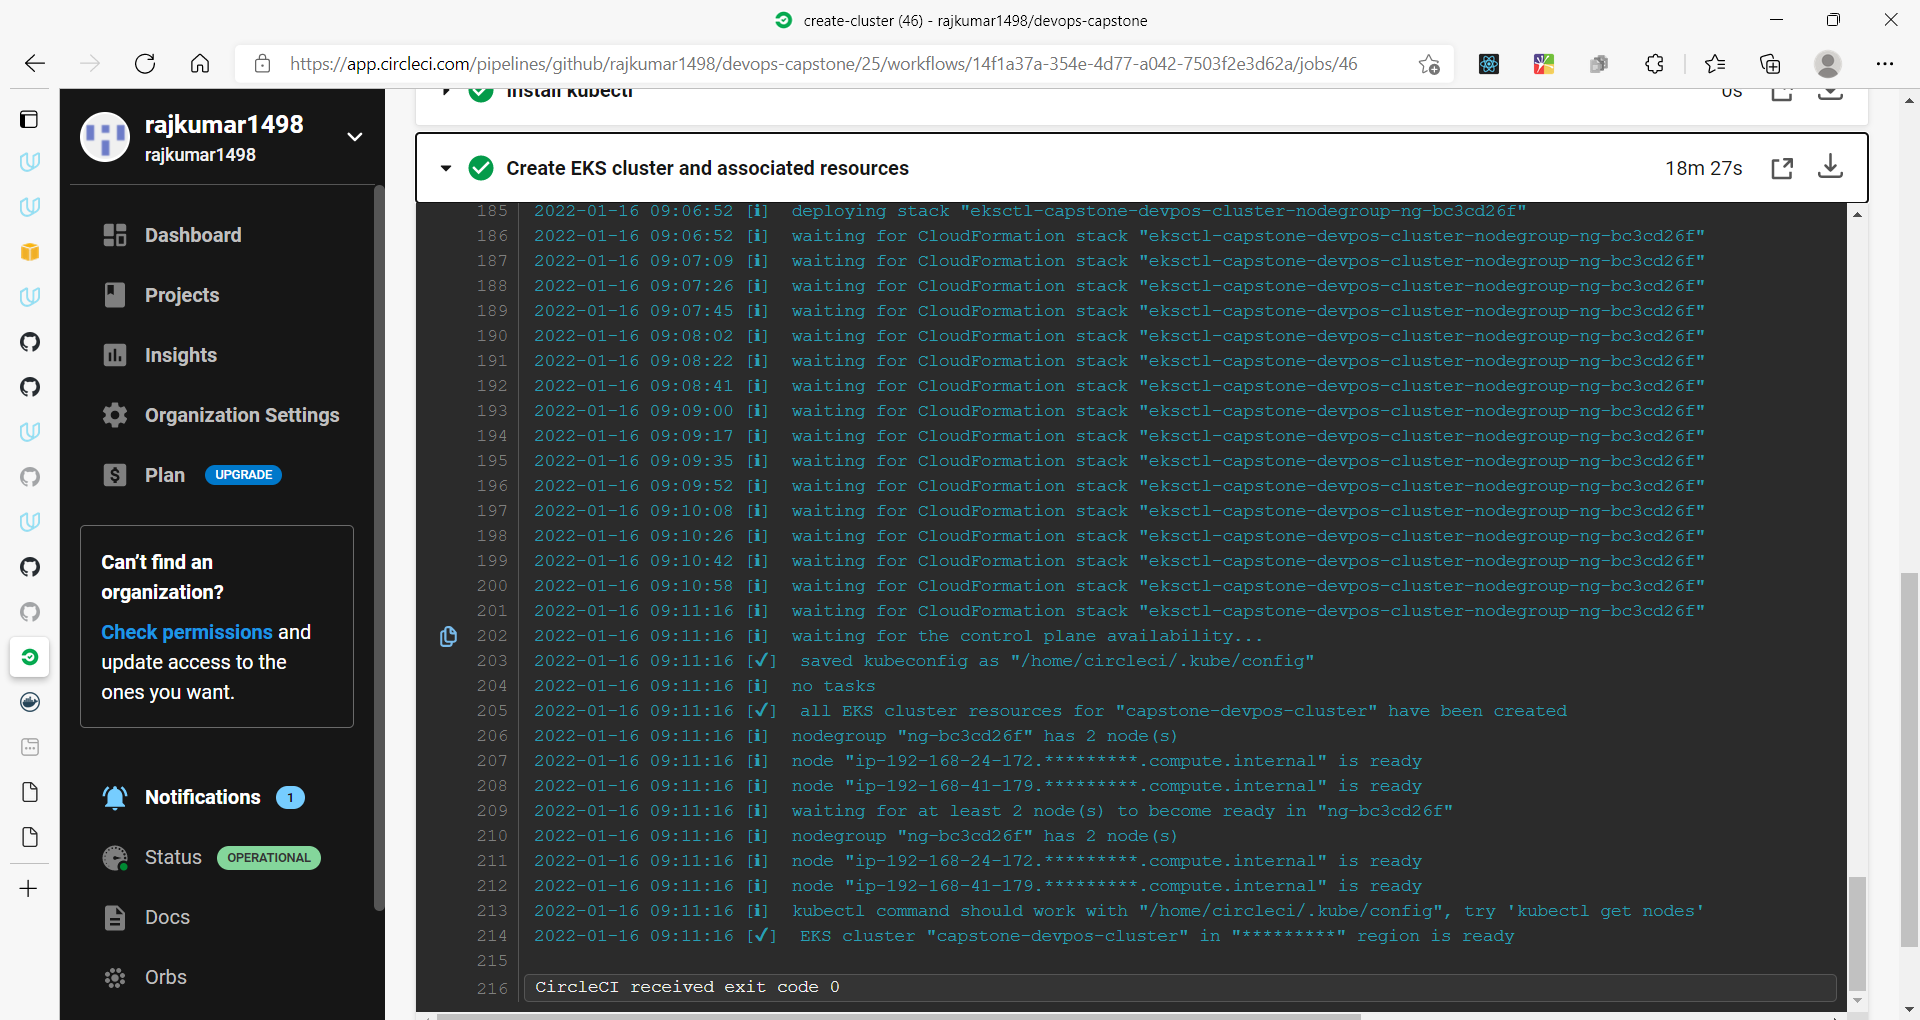 create-cluster (46) - rajkumar1498/devops-capstone
https://app.circleci.com/pipelines/github/rajkumar1498/devops-capstone/25/workflows/14f1a37a-354e-4d77-a042-7503f2e3d62a/jobs/46
rajkumar1498
rajkumar1498
Dashboard
Projects
Insights
Organization Settings
Plan UPGRADE
Can't find an
organization?
Check permissions and
update access to the
ones you want.
Notifications 1
Status OPERATIONAL
Docs
Orbs
Install kubectl 0s
Create EKS cluster and associated resources 18m 27s
185 2022-01-16 09:06:52 [i] deploying stack "eksctl-capstone-devpos-cluster-nodegroup-ng-bc3cd26f"
186 2022-01-16 09:06:52 [i] waiting for CloudFormation stack "eksctl-capstone-devpos-cluster-nodegroup-ng-bc3cd26f"
187 2022-01-16 09:07:09 [i] waiting for CloudFormation stack "eksctl-capstone-devpos-cluster-nodegroup-ng-bc3cd26f"
188 2022-01-16 09:07:26 [i] waiting for CloudFormation stack "eksctl-capstone-devpos-cluster-nodegroup-ng-bc3cd26f"
189 2022-01-16 09:07:45 [i] waiting for CloudFormation stack "eksctl-capstone-devpos-cluster-nodegroup-ng-bc3cd26f"
190 2022-01-16 09:08:02 [i] waiting for CloudFormation stack "eksctl-capstone-devpos-cluster-nodegroup-ng-bc3cd26f"
191 2022-01-16 09:08:22 [i] waiting for CloudFormation stack "eksctl-capstone-devpos-cluster-nodegroup-ng-bc3cd26f"
192 2022-01-16 09:08:41 [i] waiting for CloudFormation stack "eksctl-capstone-devpos-cluster-nodegroup-ng-bc3cd26f"
193 2022-01-16 09:09:00 [i] waiting for CloudFormation stack "eksctl-capstone-devpos-cluster-nodegroup-ng-bc3cd26f"
194 2022-01-16 09:09:17 [i] waiting for CloudFormation stack "eksctl-capstone-devpos-cluster-nodegroup-ng-bc3cd26f"
195 2022-01-16 09:09:35 [i] waiting for CloudFormation stack "eksctl-capstone-devpos-cluster-nodegroup-ng-bc3cd26f"
196 2022-01-16 09:09:52 [i] waiting for CloudFormation stack "eksctl-capstone-devpos-cluster-nodegroup-ng-bc3cd26f"
197 2022-01-16 09:10:08 [i] waiting for CloudFormation stack "eksctl-capstone-devpos-cluster-nodegroup-ng-bc3cd26f"
198 2022-01-16 09:10:26 [i] waiting for CloudFormation stack "eksctl-capstone-devpos-cluster-nodegroup-ng-bc3cd26f"
199 2022-01-16 09:10:42 [i] waiting for CloudFormation stack "eksctl-capstone-devpos-cluster-nodegroup-ng-bc3cd26f"
200 2022-01-16 09:10:58 [i] waiting for CloudFormation stack "eksctl-capstone-devpos-cluster-nodegroup-ng-bc3cd26f"
201 2022-01-16 09:11:16 [i] waiting for CloudFormation stack "eksctl-capstone-devpos-cluster-nodegroup-ng-bc3cd26f"
202 2022-01-16 09:11:16 [i] waiting for the control plane availability...
203 2022-01-16 09:11:16 [✓] saved kubeconfig as "/home/circleci/.kube/config"
204 2022-01-16 09:11:16 [i] no tasks
205 2022-01-16 09:11:16 [✓] all EKS cluster resources for "capstone-devpos-cluster" have been created
206 2022-01-16 09:11:16 [i] nodegroup "ng-bc3cd26f" has 2 node(s)
207 2022-01-16 09:11:16 [i] node "ip-192-168-24-172.*********.compute.internal" is ready
208 2022-01-16 09:11:16 [i] node "ip-192-168-41-179.*********.compute.internal" is ready
209 2022-01-16 09:11:16 [i] waiting for at least 2 node(s) to become ready in "ng-bc3cd26f"
210 2022-01-16 09:11:16 [i] nodegroup "ng-bc3cd26f" has 2 node(s)
211 2022-01-16 09:11:16 [i] node "ip-192-168-24-172.*********.compute.internal" is ready
212 2022-01-16 09:11:16 [i] node "ip-192-168-41-179.*********.compute.internal" is ready
213 2022-01-16 09:11:16 [i] kubectl command should work with "/home/circleci/.kube/config", try 'kubectl get nodes'
214 2022-01-16 09:11:16 [✓] EKS cluster "capstone-devpos-cluster" in "*********" region is ready
215
216 CircleCI received exit code 0